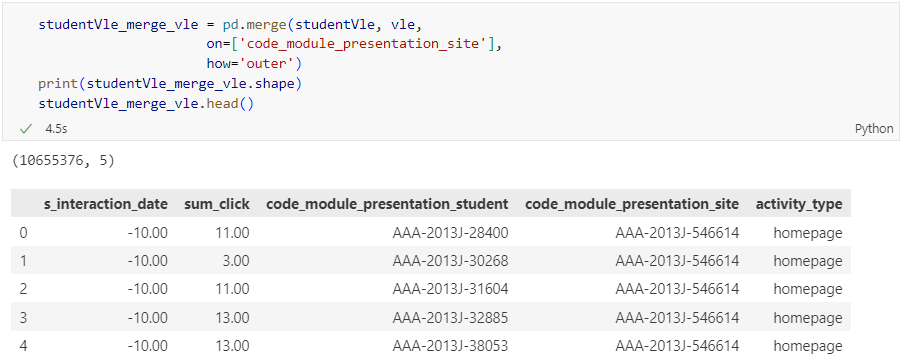 studentVle_merge_vle = pd.merge(studentVle, vle,
on=['code_module_presentation_site'],
how='outer')
print(studentVle_merge_vle.shape)
studentVle_merge_vle.head()
✓ 4.5s Python
(10655376, 5)
s_interaction_date sum_click code_module_presentation_student code_module_presentation_site activity_type
0 -10.00 11.00 AAA-2013J-28400 AAA-2013J-546614 homepage
1 -10.00 3.00 AAA-2013J-30268 AAA-2013J-546614 homepage
2 -10.00 11.00 AAA-2013J-31604 AAA-2013J-546614 homepage
3 -10.00 13.00 AAA-2013J-32885 AAA-2013J-546614 homepage
4 -10.00 13.00 AAA-2013J-38053 AAA-2013J-546614 homepage